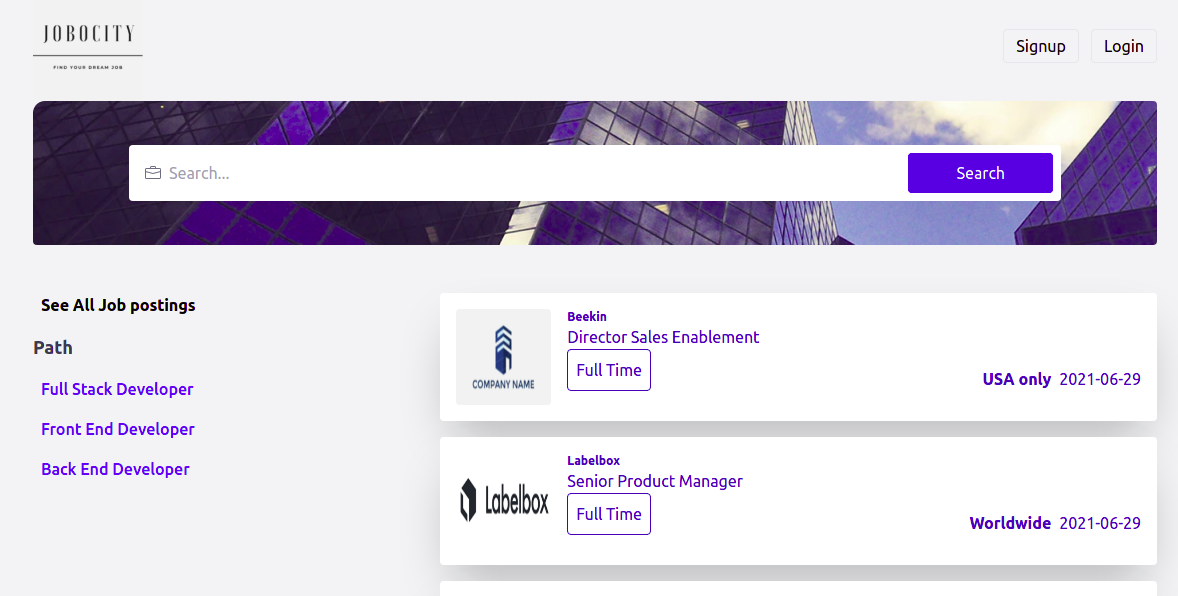 JOBOCITY
FIND YOUR DREAM JOB
Signup
Login
Search...
Search
See All Job postings
Path
Full Stack Developer
Front End Developer
Back End Developer
COMPANY NAME
Beekin
Director Sales Enablement
Full Time
USA only 2021-06-29
Labelbox
Labelbox
Senior Product Manager
Full Time
Worldwide 2021-06-29